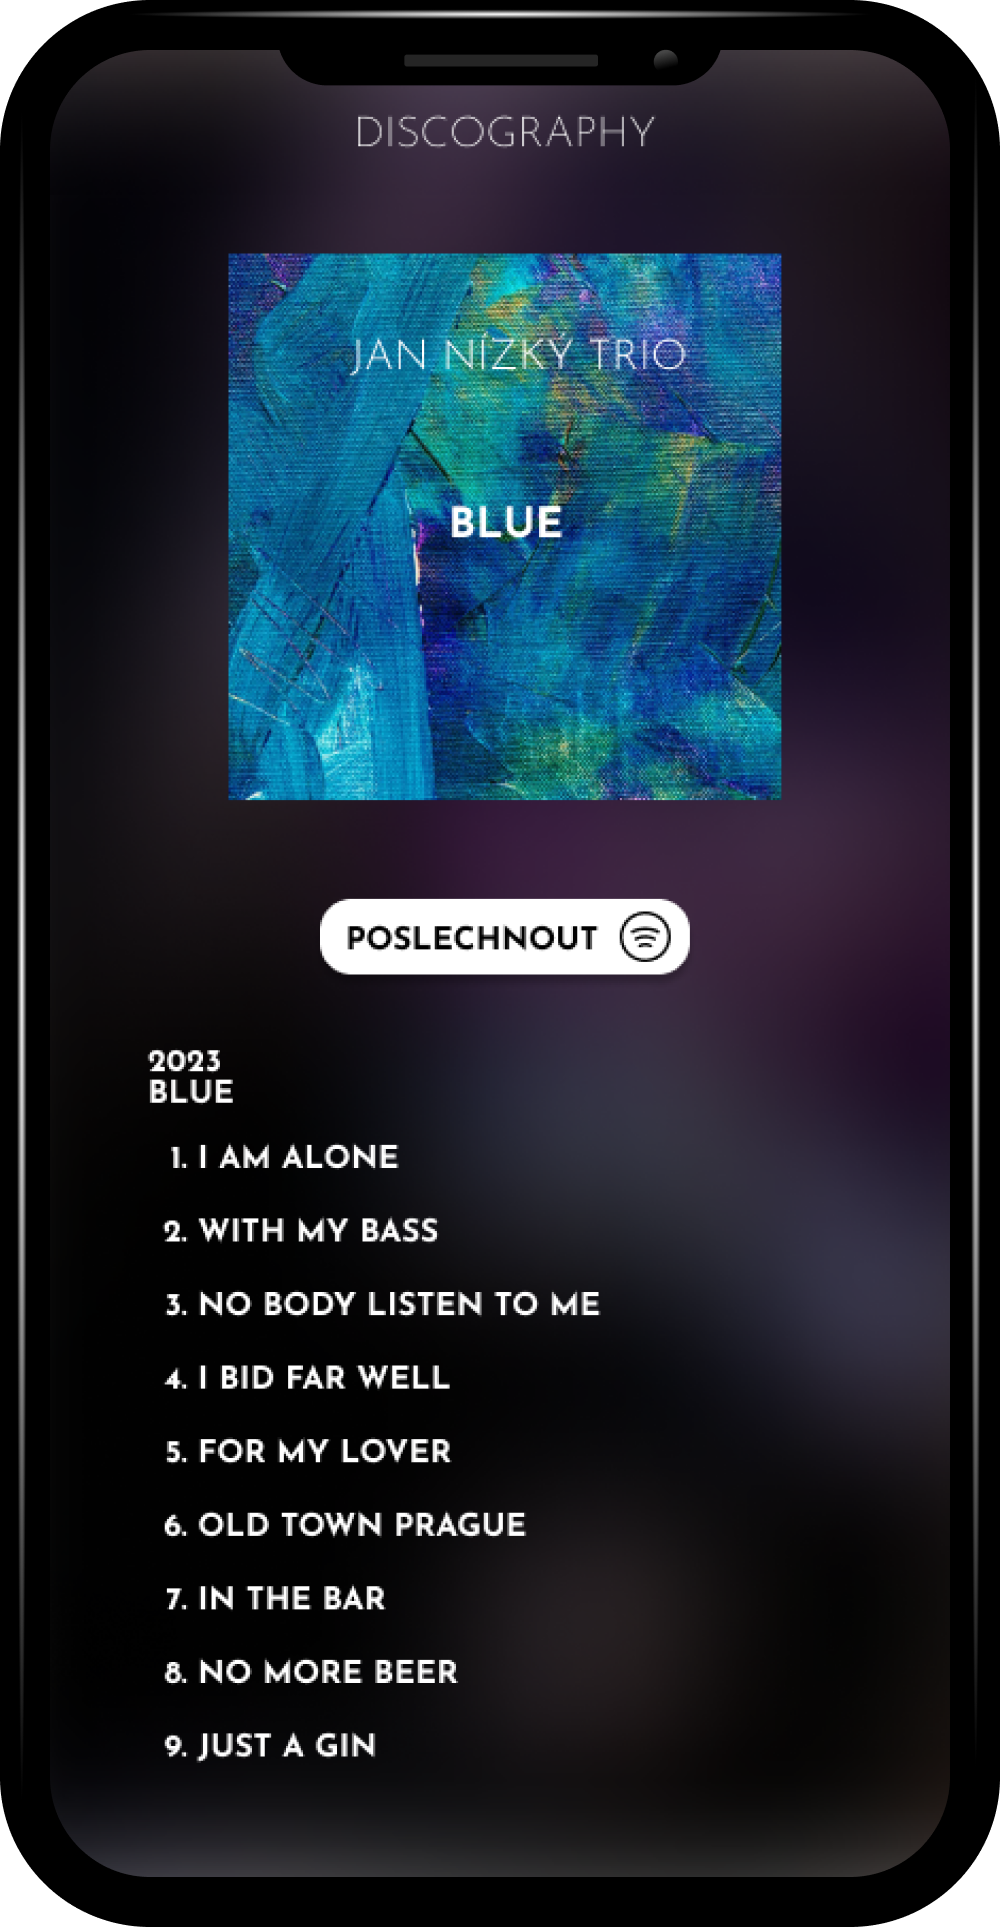 DISCOGRAPHY
JAN NÍZKÝ TRIO
BLUE
POSLECHNOUT
2023
BLUE
1. I AM ALONE
2. WITH MY BASS
3. NO BODY LISTEN TO ME
4. I BID FAR WELL
5. FOR MY LOVER
6. OLD TOWN PRAGUE
7. IN THE BAR
8. NO MORE BEER
9. JUST A GIN